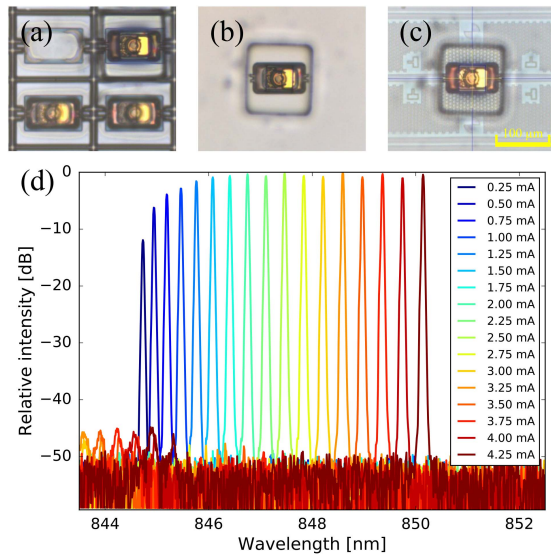 (a)
(b)
(c)
100 μm
(d)
0
−10
−20
−30
−40
−50
Relative intensity [dB]
844
846
848
850
852
Wavelength [nm]
0.25 mA
0.50 mA
0.75 mA
1.00 mA
1.25 mA
1.50 mA
1.75 mA
2.00 mA
2.25 mA
2.50 mA
2.75 mA
3.00 mA
3.25 mA
3.50 mA
3.75 mA
4.00 mA
4.25 mA